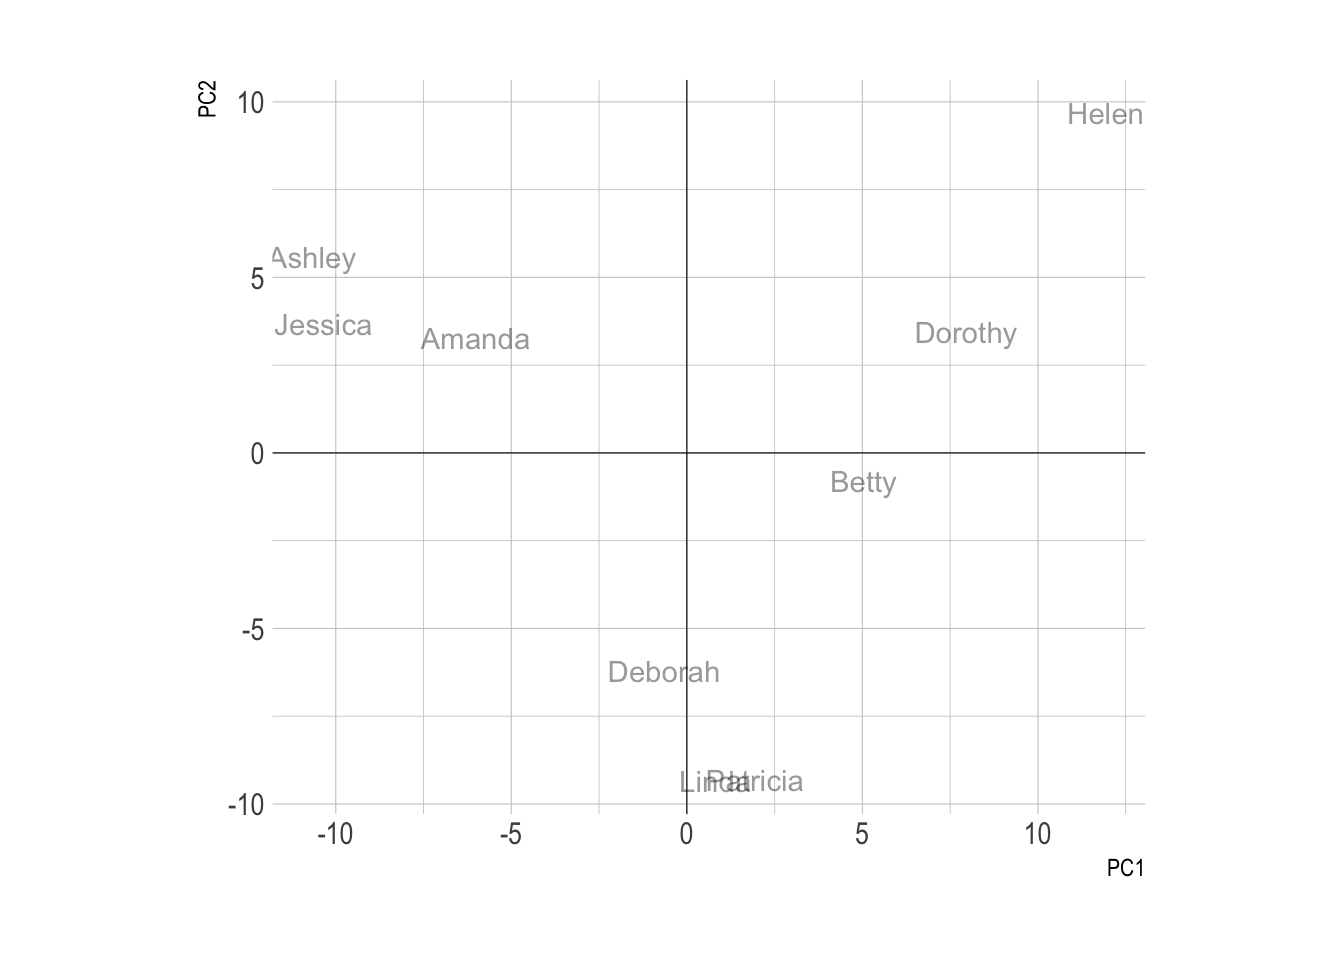 PC2
10
Helen
Ashley
5
Jessica
Amanda
Dorothy
0
Betty
-5
Deborah
Linda
Patricia
-10
-10 -5 0 5 10
PC1